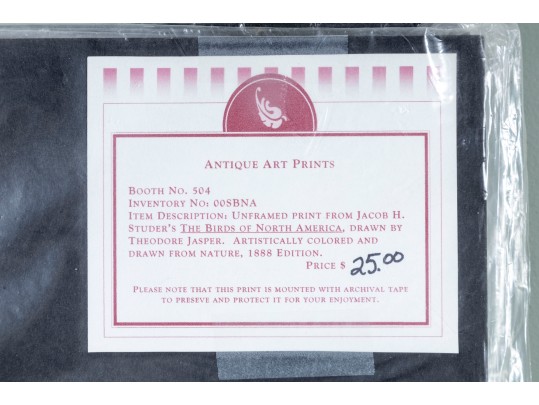 ANTIQUE ART PRINTS
BOOTH NO. 504
INVENTORY NO: 00SBNA
ITEM DESCRIPTION: UNFRAMED PRINT FROM JACOB H.
STUDER'S THE BIRDS OF NORTH AMERICA, DRAWN BY
THEODORE JASPER. ARTISTICALLY COLORED AND
DRAWN FROM NATURE, 1888 EDITION.
PRICE $ 25.00
PLEASE NOTE THAT THIS PRINT IS MOUNTED WITH ARCHIVAL TAPE
TO PRESEVE AND PROTECT IT FOR YOUR ENJOYMENT.